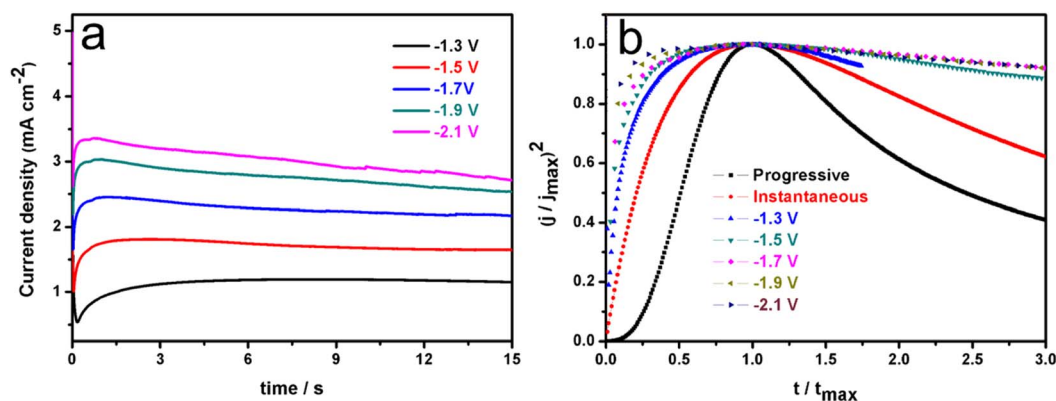 a
-1.3 V
-1.5 V
-1.7V
-1.9 V
-2.1 V
Current density (mA cm⁻²)
5
4
3
2
1
0
3
6
9
12
15
time / s
b
Progressive
Instantaneous
-1.3 V
-1.5 V
-1.7 V
-1.9 V
-2.1 V
(j / jmax)²
1.0
0.8
0.6
0.4
0.2
0.0
0.0
0.5
1.0
1.5
2.0
2.5
3.0
t / tmax